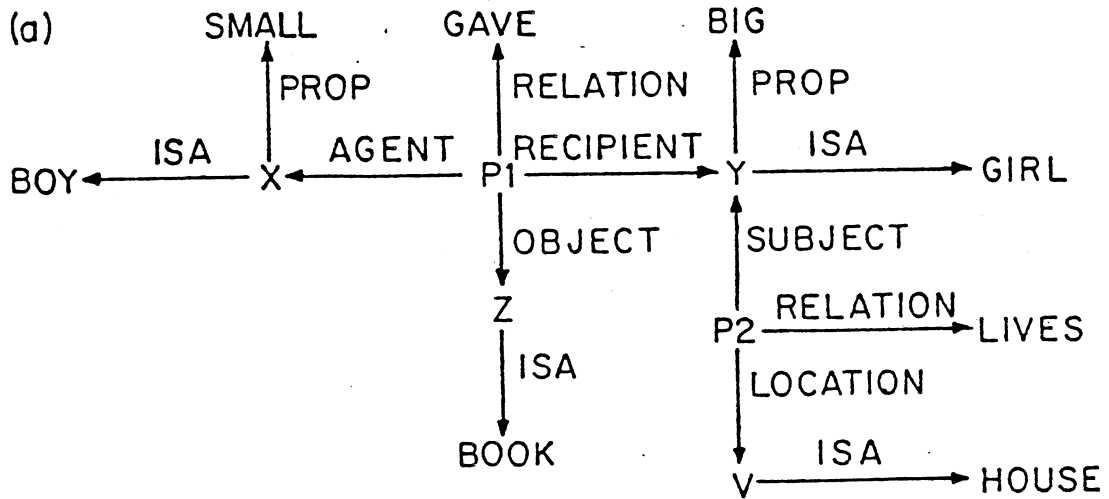 (a) SMALL GAVE BIG
PROP RELATION PROP
ISA AGENT RECIPIENT ISA
BOY X P1 Y GIRL
OBJECT SUBJECT
Z P2 RELATION LIVES
ISA LOCATION
BOOK V ISA HOUSE